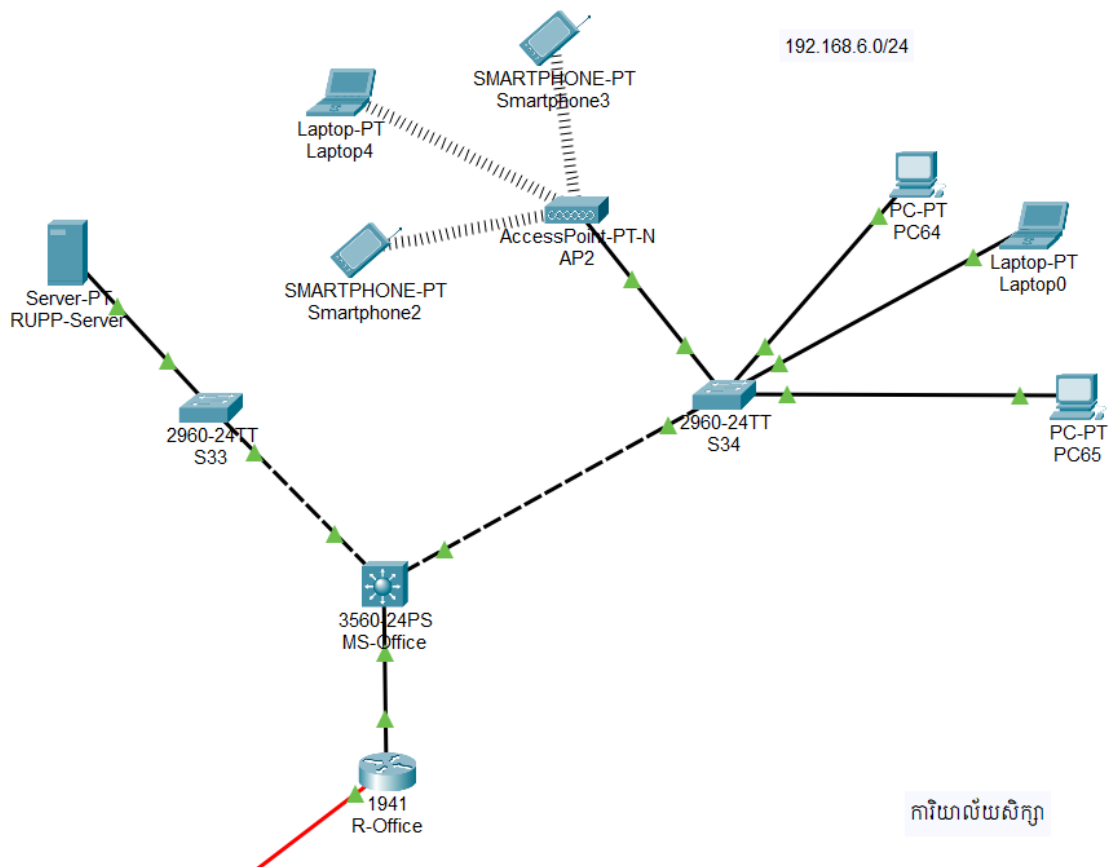 192.168.6.0/24
SMARTPHONE-PT
Smartphone3
Laptop-PT
Laptop4
PC-PT
PC64
AccessPoint-PT-N
AP2
Laptop-PT
Laptop0
Server-PT
RUPP-Server
SMARTPHONE-PT
Smartphone2
2960-24TT
S33
2960-24TT
S34
PC-PT
PC65
3560-24PS
MS-Office
1941
R-Office
ការិយាល័យសិក្សា